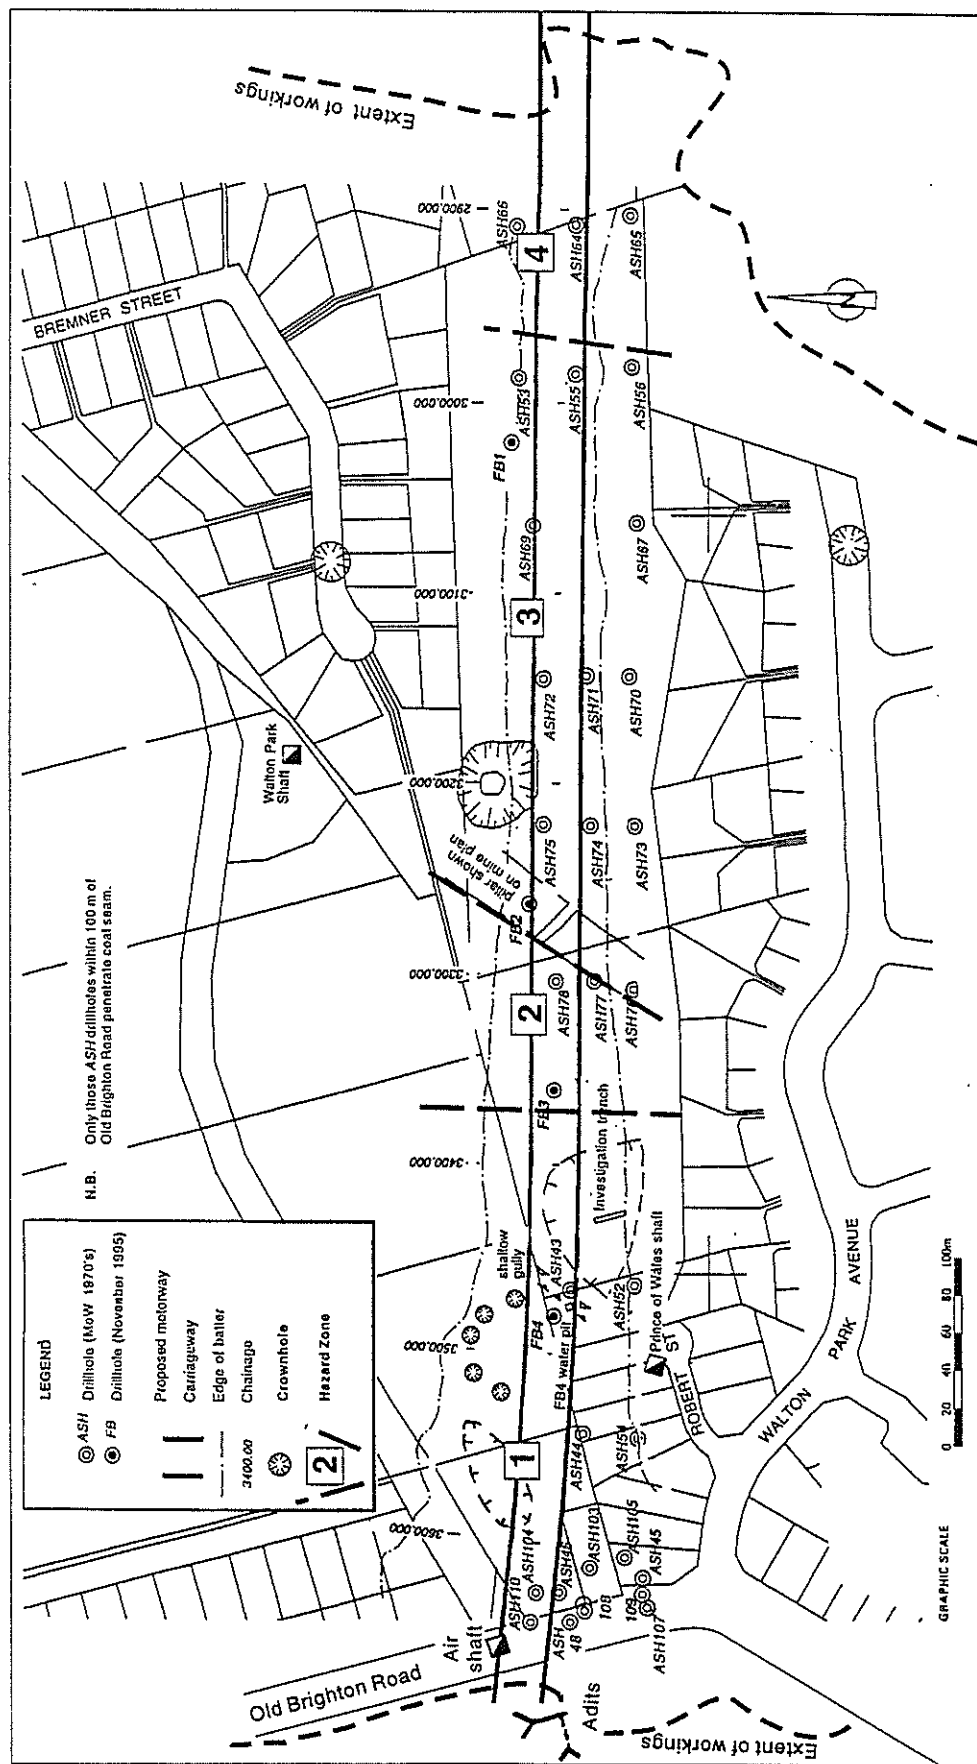 LEGEND
ASH Drillhole (MoW 1970's)
FB Drillhole (November 1995)
Proposed motorway
Carriageway
Edge of batter
3400.00 Chainage
Crownhole
2 Hazard Zone
N.B. Only those ASH drillholes within 100 m of
Old Brighton Road penetrate coal seam.
BREMNER STREET
Extent of workings
Walton Park
Shaft
2900.000
3000.000
3100.000
3200.000
3300.000
3400.000
3500.000
3600.000
pillar shown
on mine plan
shallow
gully
Old Brighton Road
Air
shaft
1
2
3
4
ASH110
ASH104
ASH46
ASH
48
ASH103
ASH105
ASH45
108
109
ASH107
ASH44
ASH54
FB4
FB4 water pit
ASH43
ASH52
Investigation trench
FB3
ASH78
ASH77
FB2
ASH75
ASH74
ASH73
ASH72
ASH71
ASH70
ASH69
ASH67
FB1
ASH53
ASH55
ASH56
ASH66
ASH64
ASH65
Prince of Wales shaft
ROBERT
ST
WALTON
PARK
AVENUE
Adits
Extent of workings
N
GRAPHIC SCALE
0 20 40 60 80 100m